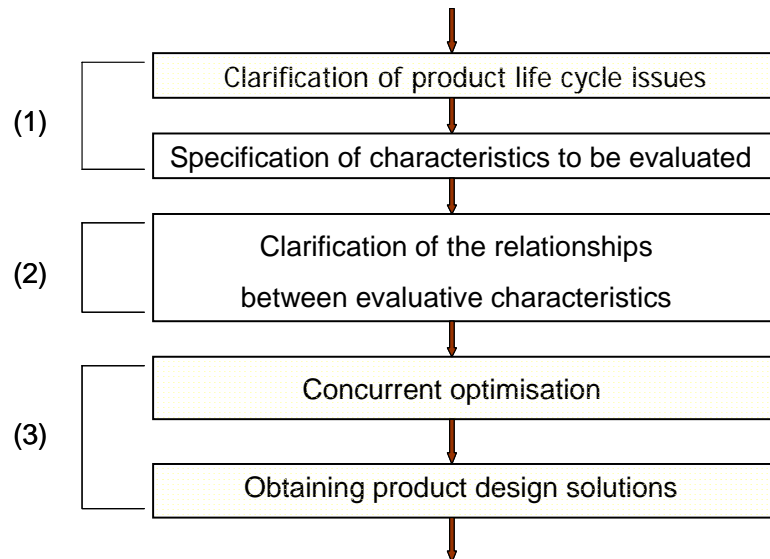 Clarification of product life cycle issues
(1)
Specification of characteristics to be evaluated
Clarification of the relationships
(2)
between evaluative characteristics
Concurrent optimisation
(3)
Obtaining product design solutions